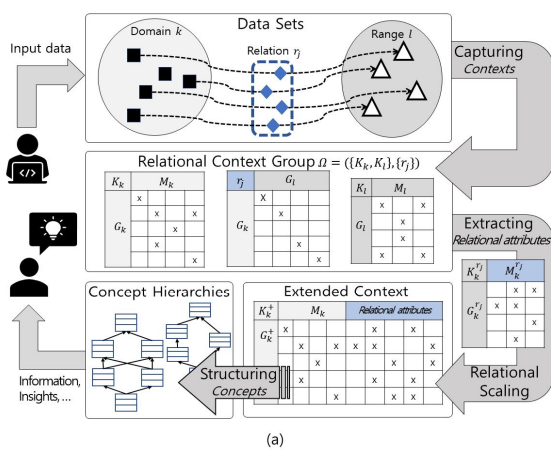 Data Sets
Input data
Domain k
Relation r_j
Range l
Capturing
Contexts
Relational Context Group Ω = ({K_k, K_l}, {r_j})
K_k M_k
G_k
x x
x x
x
x x
x x
r_j G_l
G_k
x
x
x
x
x
K_l M_l
G_l
x x
x
x x
x x
Extracting
Relational attributes
K_k^{r_j} M_k^{r_j}
G_k^{r_j}
x x
x x
x
x
Relational
Scaling
Concept Hierarchies
Extended Context
K_k^+ M_k Relational attributes
G_k^+
Structuring
Concepts
Information,
Insights, ...
(a)